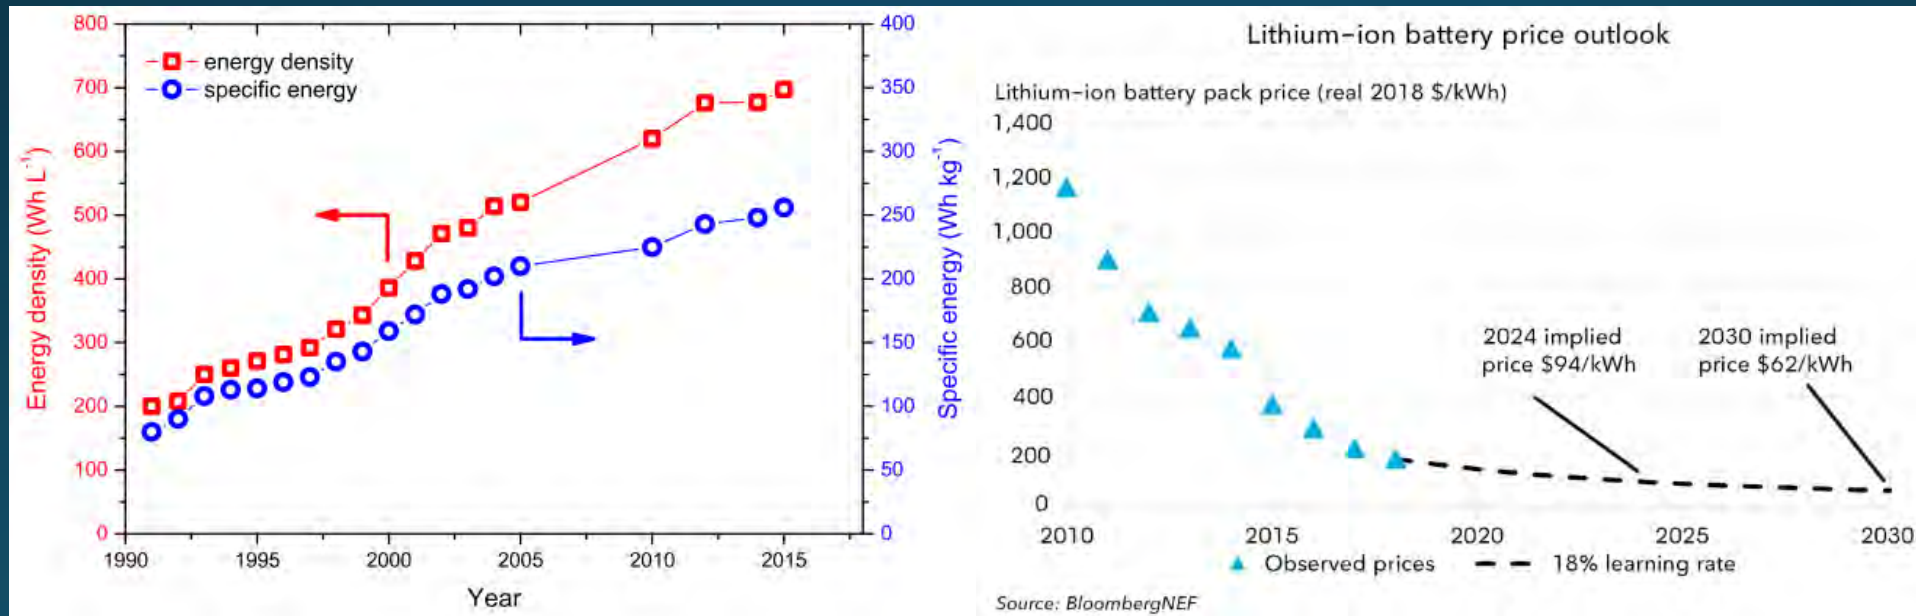 energy density
specific energy
Energy density (Wh L⁻¹)
800
700
600
500
400
300
200
100
0
1990
1995
2000
2005
2010
2015
Year
400
350
300
250
200
150
100
50
0
Specific energy (Wh kg⁻¹)
Lithium-ion battery price outlook
Lithium-ion battery pack price (real 2018 $/kWh)
1,400
1,200
1,000
800
600
400
200
0
2024 implied
price $94/kWh
2030 implied
price $62/kWh
2010
2015
2020
2025
2030
Observed prices
18% learning rate
Source: BloombergNEF